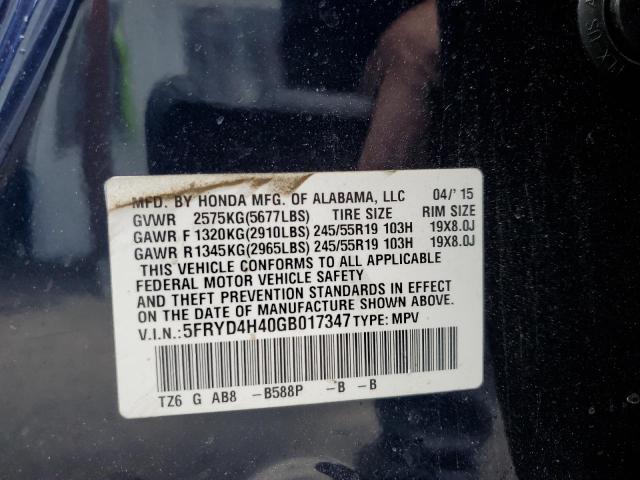 MFD. BY HONDA MFG. OF ALABAMA, LLC 04/'15
GVWR 2575KG(5677LBS) TIRE SIZE RIM SIZE
GAWR F 1320KG(2910LBS) 245/55R19 103H 19X8.0J
GAWR R 1345KG(2965LBS) 245/55R19 103H 19X8.0J
THIS VEHICLE CONFORMS TO ALL APPLICABLE
FEDERAL MOTOR VEHICLE SAFETY
AND THEFT PREVENTION STANDARDS IN EFFECT
ON THE DATE OF MANUFACTURE SHOWN ABOVE.
V.I.N.: 5FRYD4H40GB017347 TYPE: MPV
TZ6 G AB8 -B588P -B -B